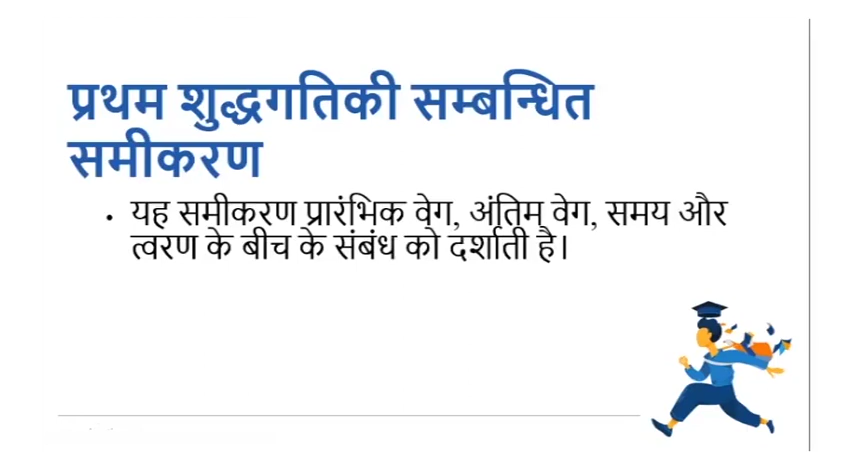 प्रथम शुद्धगतिकी सम्बन्धित
समीकरण
• यह समीकरण प्रारंभिक वेग, अंतिम वेग, समय और
त्वरण के बीच के संबंध को दर्शाती है।